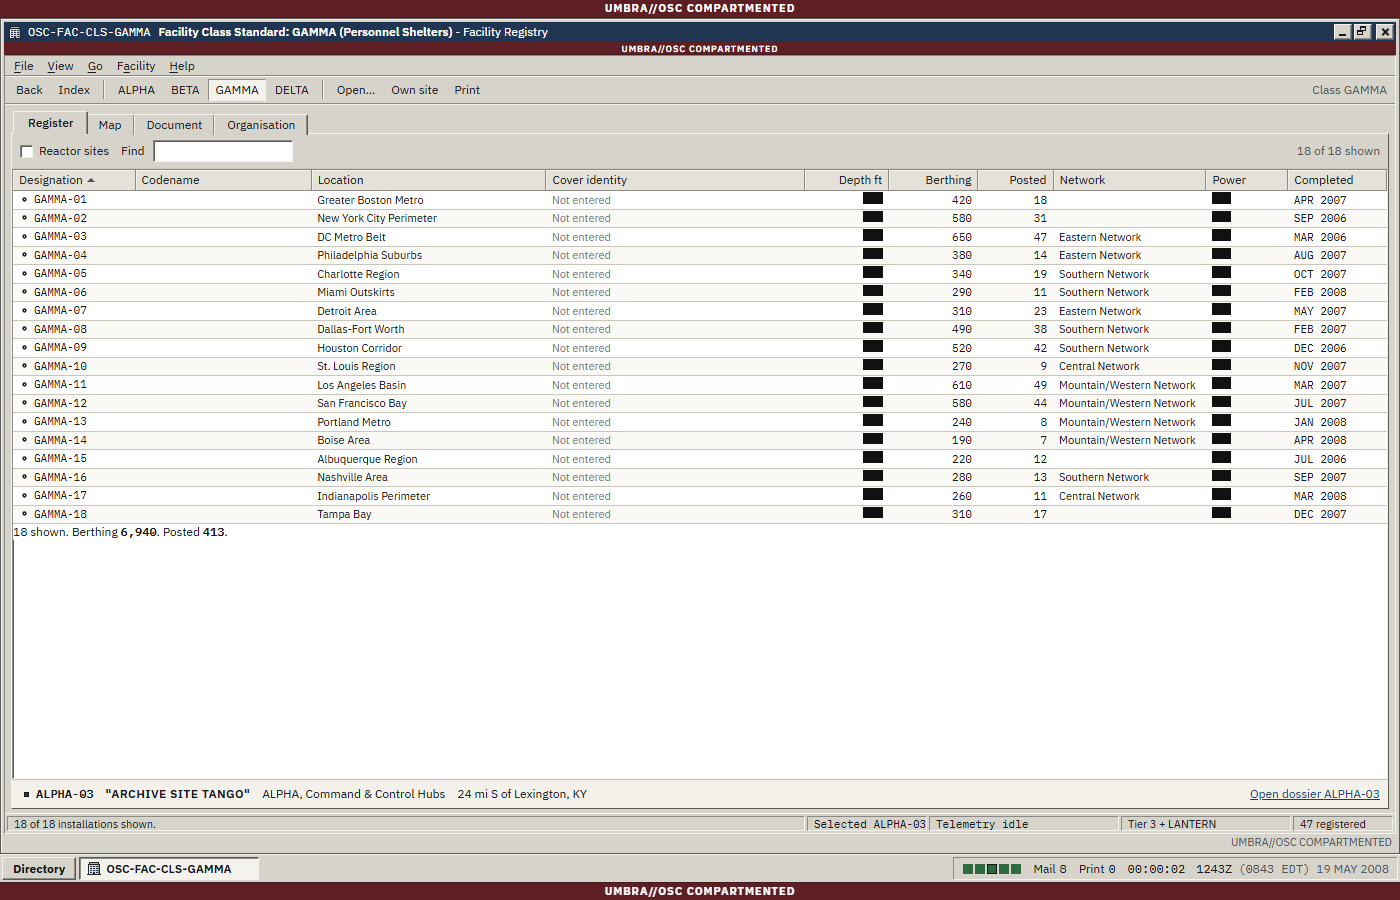 UMBRA//OSC COMPARTMENTED
OSC-FAC-CLS-GAMMA Facility Class Standard: GAMMA (Personnel Shelters) - Facility Registry
UMBRA//OSC COMPARTMENTED
File View Go Facility Help
Back Index ALPHA BETA GAMMA DELTA Open... Own site Print Class GAMMA
Register Map Document Organisation
Reactor sites Find 18 of 18 shown
Designation Codename Location Cover identity Depth ft Berthing Posted Network Power Completed
GAMMA-01 Greater Boston Metro Not entered 420 18 APR 2007
GAMMA-02 New York City Perimeter Not entered 580 31 SEP 2006
GAMMA-03 DC Metro Belt Not entered 650 47 Eastern Network MAR 2006
GAMMA-04 Philadelphia Suburbs Not entered 380 14 Eastern Network AUG 2007
GAMMA-05 Charlotte Region Not entered 340 19 Southern Network OCT 2007
GAMMA-06 Miami Outskirts Not entered 290 11 Southern Network FEB 2008
GAMMA-07 Detroit Area Not entered 310 23 Eastern Network MAY 2007
GAMMA-08 Dallas-Fort Worth Not entered 490 38 Southern Network FEB 2007
GAMMA-09 Houston Corridor Not entered 520 42 Southern Network DEC 2006
GAMMA-10 St. Louis Region Not entered 270 9 Central Network NOV 2007
GAMMA-11 Los Angeles Basin Not entered 610 49 Mountain/Western Network MAR 2007
GAMMA-12 San Francisco Bay Not entered 580 44 Mountain/Western Network JUL 2007
GAMMA-13 Portland Metro Not entered 240 8 Mountain/Western Network JAN 2008
GAMMA-14 Boise Area Not entered 190 7 Mountain/Western Network APR 2008
GAMMA-15 Albuquerque Region Not entered 220 12 JUL 2006
GAMMA-16 Nashville Area Not entered 280 13 Southern Network SEP 2007
GAMMA-17 Indianapolis Perimeter Not entered 260 11 Central Network MAR 2008
GAMMA-18 Tampa Bay Not entered 310 17 DEC 2007
18 shown. Berthing 6,940. Posted 413.
ALPHA-03 "ARCHIVE SITE TANGO" ALPHA, Command & Control Hubs 24 mi S of Lexington, KY Open dossier ALPHA-03
18 of 18 installations shown. Selected ALPHA-03 Telemetry idle Tier 3 + LANTERN 47 registered
UMBRA//OSC COMPARTMENTED
Directory OSC-FAC-CLS-GAMMA Mail 8 Print 0 00:00:02 1243Z (0843 EDT) 19 MAY 2008
UMBRA//OSC COMPARTMENTED